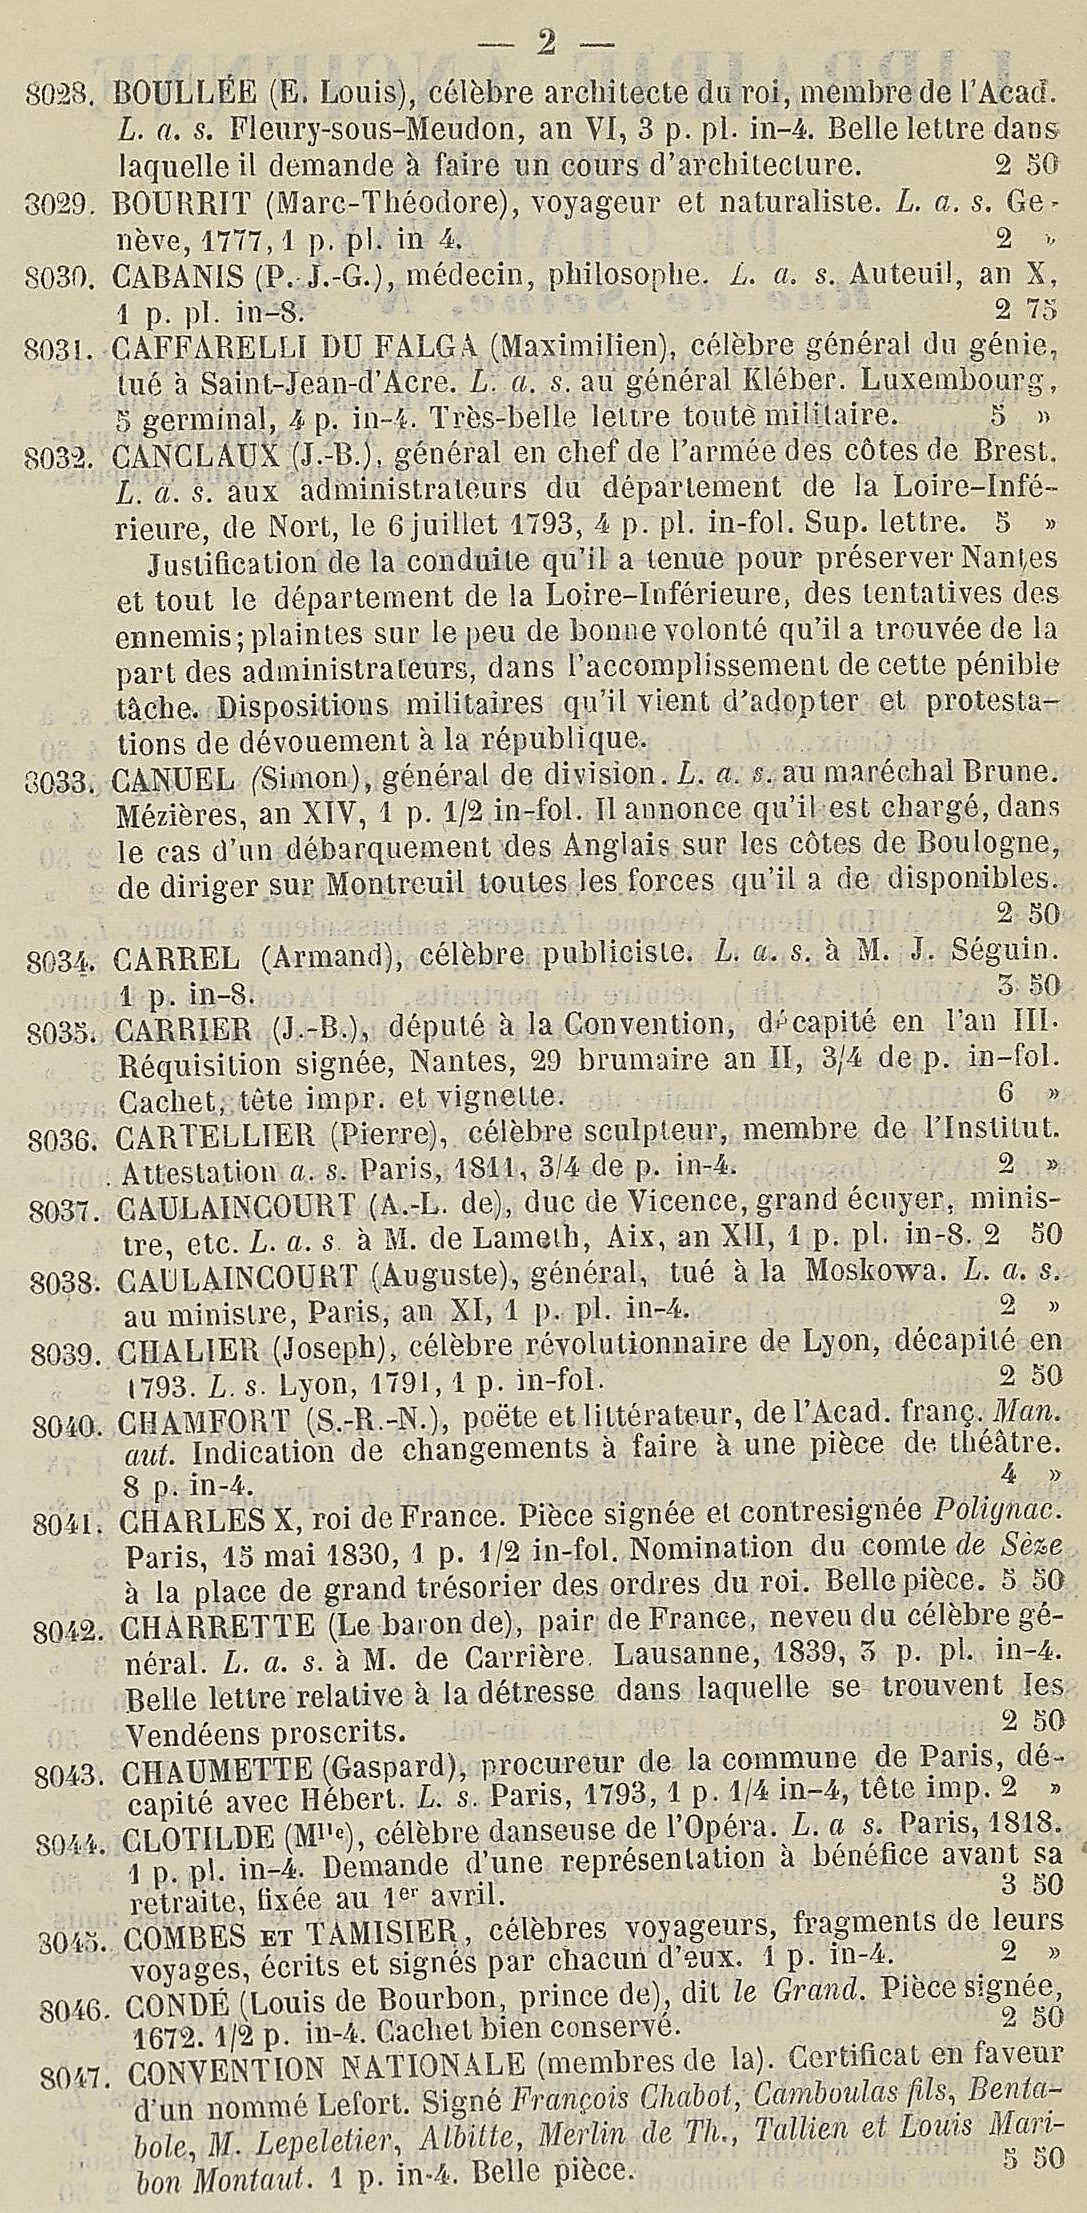 — 2 —
8028. BOULLÉE (E. Louis), célèbre architecte du roi, membre de l'Acad.
L. a. s. Fleury-sous-Meudon, an VI, 3 p. pl. in-4. Belle lettre dans
laquelle il demande à faire un cours d'architecture. 2 50
8029. BOURRIT (Marc-Théodore), voyageur et naturaliste. L. a. s. Ge-
nève, 1777, 1 p. pl. in 4. 2 »
8030. CABANIS (P.-J.-G.), médecin, philosophe. L. a. s. Auteuil, an X,
1 p. pl. in-8. 2 75
8031. CAFFARELLI DU FALGA (Maximilien), célèbre général du génie,
tué à Saint-Jean-d'Acre. L. a. s. au général Kléber. Luxembourg,
5 germinal, 4 p. in-4. Très-belle lettre toute militaire. 5 »
8032. CANCLAUX (J.-B.), général en chef de l'armée des côtes de Brest.
L. a. s. aux administrateurs du département de la Loire-Infé-
rieure, de Nort, le 6 juillet 1793, 4 p. pl. in-fol. Sup. lettre. 5 »
Justification de la conduite qu'il a tenue pour préserver Nantes
et tout le département de la Loire-Inférieure, des tentatives des
ennemis; plaintes sur le peu de bonne volonté qu'il a trouvée de la
part des administrateurs, dans l'accomplissement de cette pénible
tâche. Dispositions militaires qu'il vient d'adopter et protesta-
tions de dévouement à la république.
8033. CANUEL (Simon), général de division. L. a. s. au maréchal Brune.
Mézières, an XIV, 1 p. 1/2 in-fol. Il annonce qu'il est chargé, dans
le cas d'un débarquement des Anglais sur les côtes de Boulogne,
de diriger sur Montreuil toutes les forces qu'il a de disponibles.
2 50
8034. CARREL (Armand), célèbre publiciste. L. a. s. à M. J. Séguin.
1 p. in-8. 3 50
8035. CARRIER (J.-B.), député à la Convention, décapité en l'an III.
Réquisition signée, Nantes, 29 brumaire an II, 3/4 de p. in-fol.
Cachet, tête impr. et vignette. 6 »
8036. CARTELLIER (Pierre), célèbre sculpteur, membre de l'Institut.
Attestation a. s. Paris, 1811, 3/4 de p. in-4. 2 »
8037. CAULAINCOURT (A.-L. de), duc de Vicence, grand écuyer, minis-
tre, etc. L. a. s. à M. de Lameth, Aix, an XII, 1 p. pl. in-8. 2 50
8038. CAULAINCOURT (Auguste), général, tué à la Moskowa. L. a. s.
au ministre, Paris, an XI, 1 p. pl. in-4. 2 »
8039. CHALIER (Joseph), célèbre révolutionnaire de Lyon, décapité en
1793. L. s. Lyon, 1791, 1 p. in-fol. 2 50
8040. CHAMFORT (S.-R.-N.), poëte et littérateur, de l'Acad. franç. Man.
aut. Indication de changements à faire à une pièce de théâtre.
8 p. in-4. 4 »
8041. CHARLES X, roi de France. Pièce signée et contresignée Polignac.
Paris, 15 mai 1830, 1 p. 1/2 in-fol. Nomination du comte de Sèze
à la place de grand trésorier des ordres du roi. Belle pièce. 5 50
8042. CHARRETTE (Le baron de), pair de France, neveu du célèbre gé-
néral. L. a. s. à M. de Carrière. Lausanne, 1839, 3 p. pl. in-4.
Belle lettre relative à la détresse dans laquelle se trouvent les
Vendéens proscrits. 2 50
8043. CHAUMETTE (Gaspard), procureur de la commune de Paris, dé-
capité avec Hébert. L. s. Paris, 1793, 1 p. 1/4 in-4, tête imp. 2 »
8044. CLOTILDE (Mlle), célèbre danseuse de l'Opéra. L. a s. Paris, 1818.
1 p. pl. in-4. Demande d'une représentation à bénéfice avant sa
retraite, fixée au 1er avril. 3 50
8045. COMBES ET TAMISIER, célèbres voyageurs, fragments de leurs
voyages, écrits et signés par chacun d'eux. 1 p. in-4. 2 »
8046. CONDÉ (Louis de Bourbon, prince de), dit le Grand. Pièce signée,
1672. 1/2 p. in-4. Cachet bien conservé. 2 50
8047. CONVENTION NATIONALE (membres de la). Certificat en faveur
d'un nommé Lefort. Signé François Chabot, Camboulas fils, Benta-
bole, M. Lepeletier, Albitte, Merlin de Th., Tallien et Louis Mari-
bon Montaut. 1 p. in-4. Belle pièce. 5 50